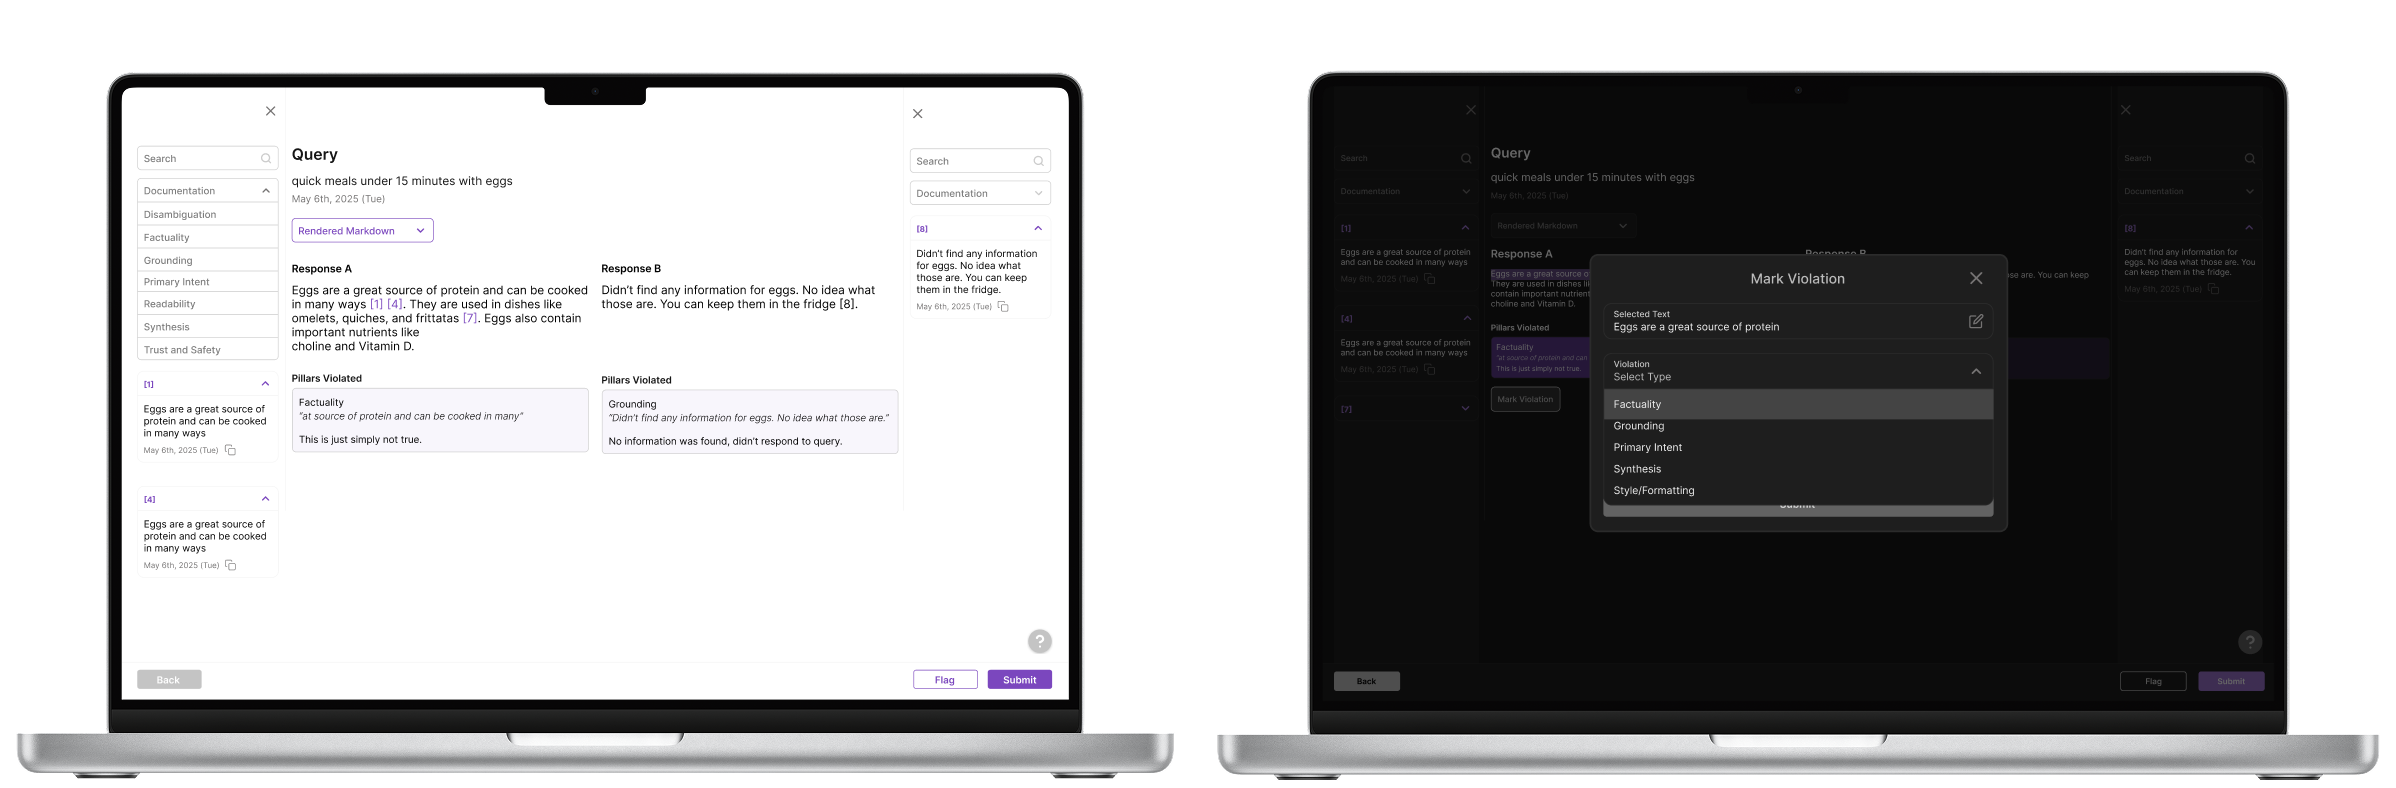 Search
Documentation
Disambiguation
Factuality
Grounding
Primary Intent
Readability
Synthesis
Trust and Safety
[1]
Eggs are a great source of
protein and can be cooked
in many ways
May 6th, 2025 (Tue)
[4]
Eggs are a great source of
protein and can be cooked
in many ways
May 6th, 2025 (Tue)
Query
quick meals under 15 minutes with eggs
May 6th, 2025 (Tue)
Rendered Markdown
Response A
Eggs are a great source of protein and can be cooked
in many ways [1] [4]. They are used in dishes like
omelets, quiches, and frittatas [7]. Eggs also contain
important nutrients like
choline and Vitamin D.
Pillars Violated
Factuality
"at source of protein and can be cooked in many"
This is just simply not true.
Response B
Didn't find any information for eggs. No idea what
those are. You can keep them in the fridge [8].
Pillars Violated
Grounding
"Didn't find any information for eggs. No idea what those are."
No information was found, didn't respond to query.
Search
Documentation
[8]
Didn't find any information
for eggs. No idea what
those are. You can keep
them in the fridge.
May 6th, 2025 (Tue)
?
Back
Flag
Submit
Search
Documentation
[1]
Eggs are a great source of protein
and can be cooked in many ways
May 6th, 2025 (Tue)
[4]
Eggs are a great source of protein
and can be cooked in many ways
May 6th, 2025 (Tue)
[7]
Query
quick meals under 15 minutes with eggs
May 6th, 2025 (Tue)
Rendered Markdown
Response A
Eggs are a great source o
They are used in dishes li
contain important nutrient
choline and Vitamin D.
Pillars Violated
Factuality
"at source of protein and can
This is just simply not true.
Mark Violation
Response B
se are. You can keep
Mark Violation
Selected Text
Eggs are a great source of protein
Violation
Select Type
Factuality
Grounding
Primary Intent
Synthesis
Style/Formatting
Submit
Search
Documentation
[8]
Didn't find any information for
eggs. No idea what those are. You
can keep them in the fridge.
May 6th, 2025 (Tue)
?
Back
Flag
Submit